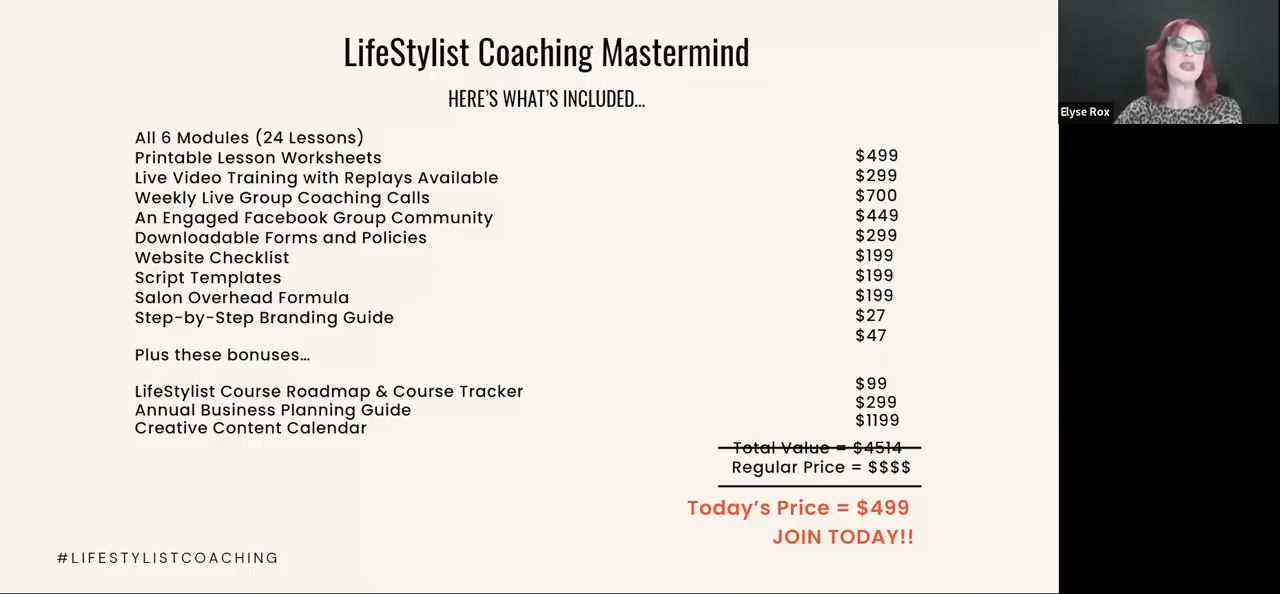 LifeStylist Coaching Mastermind
HERE'S WHAT'S INCLUDED...
All 6 Modules (24 Lessons)
Printable Lesson Worksheets
Live Video Training with Replays Available
Weekly Live Group Coaching Calls
An Engaged Facebook Group Community
Downloadable Forms and Policies
Website Checklist
Script Templates
Salon Overhead Formula
Step-by-Step Branding Guide
$499
$299
$700
$449
$299
$199
$199
$199
$27
$47
Plus these bonuses...
LifeStylist Course Roadmap & Course Tracker
Annual Business Planning Guide
Creative Content Calendar
$99
$299
$1199
Total Value = $4514
Regular Price = $$$$
Today's Price = $499
JOIN TODAY!!
#LIFESTYLISTCOACHING
Elyse Rox